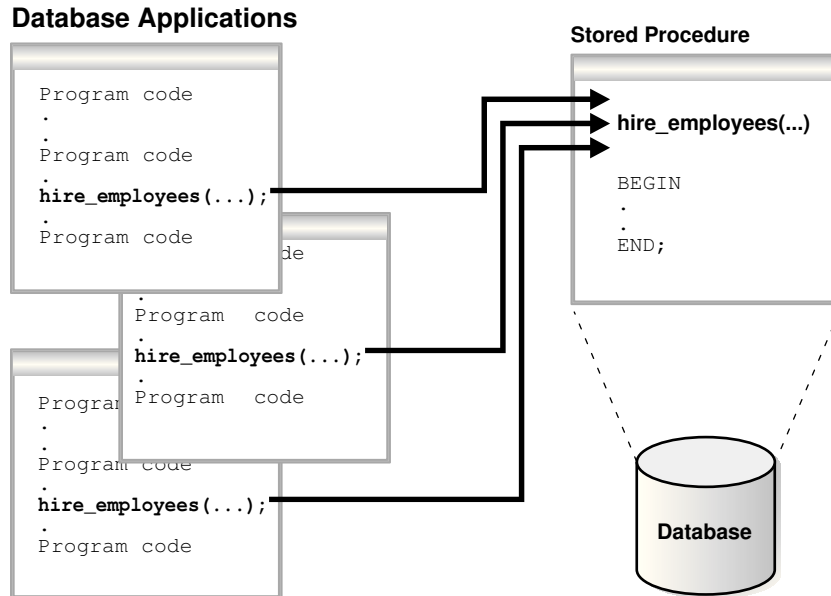 Database Applications
Program code
.
.
Program code
.
hire_employees(...);
.
Program code
de
.
Program code
.
hire_employees(...);
.
Program code
Progra
.
.
Program code
.
hire_employees(...);
.
Program code
Stored Procedure
hire_employees(...)
BEGIN
.
.
END;
Database